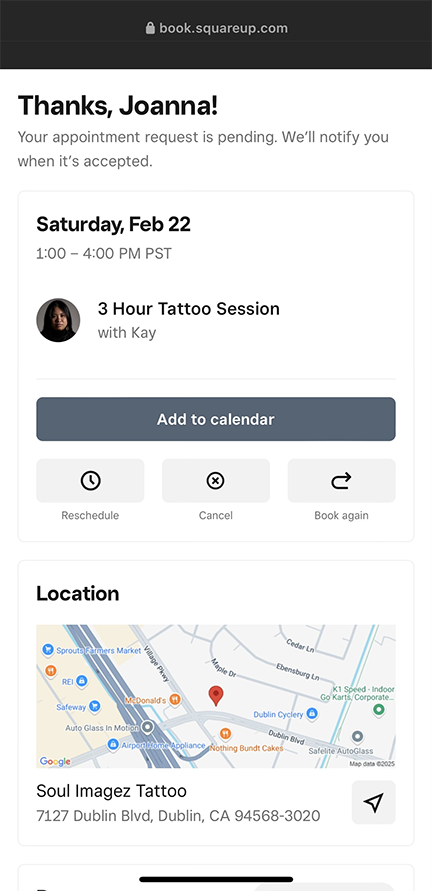 book.squareup.com
Thanks, Joanna!
Your appointment request is pending. We’ll notify you
when it’s accepted.
Saturday, Feb 22
1:00 – 4:00 PM PST
3 Hour Tattoo Session
with Kay
Add to calendar
Reschedule
Cancel
Book again
Location
Sprouts Farmers Market
Village Pkwy
Cedar Ln
Maple Dr
Ebensburg Ln
REI
K1 Speed - Indoor
Go Karts, Corporate...
McDonald's
Safeway
Dublin Cyclery
Auto Glass In Motion
Dublin Blvd
Airport Home Appliance
Nothing Bundt Cakes
Safelite AutoGlass
Google
Map data ©2025
Soul Imagez Tattoo
7127 Dublin Blvd, Dublin, CA 94568-3020